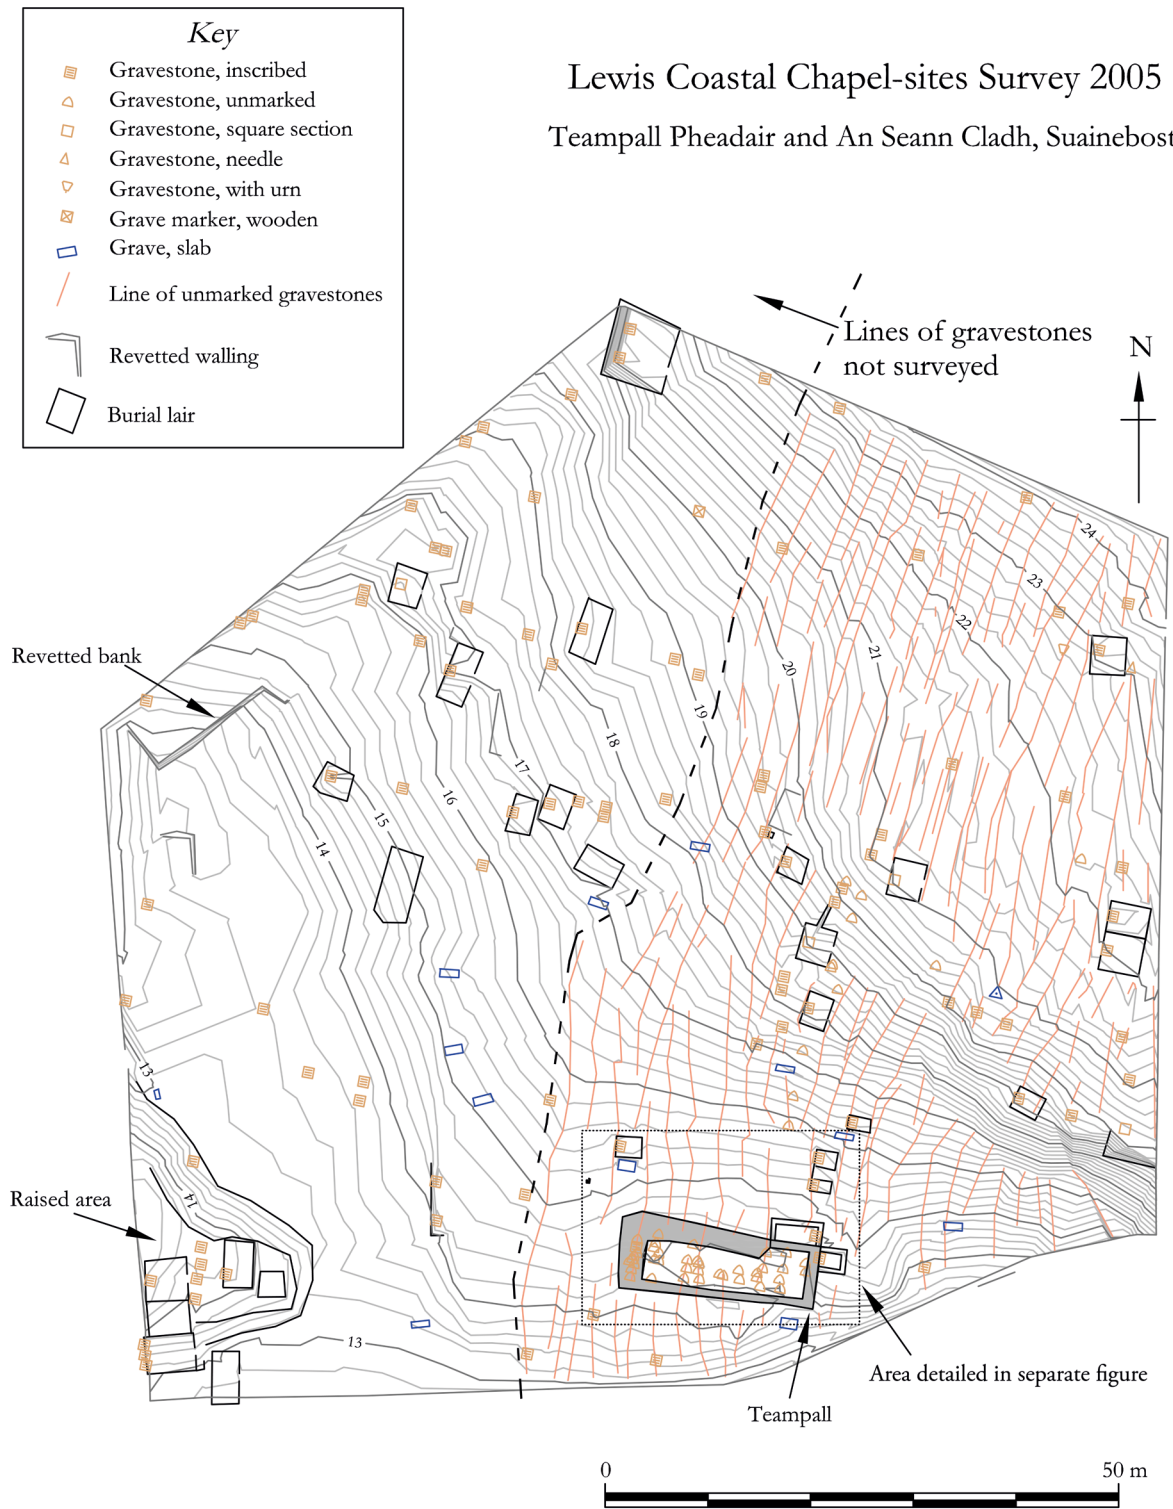 Key
Gravestone, inscribed
Gravestone, unmarked
Gravestone, square section
Gravestone, needle
Gravestone, with urn
Grave marker, wooden
Grave, slab
Line of unmarked gravestones
Revetted walling
Burial lair
Lewis Coastal Chapel-sites Survey 2005
Teampall Pheadair and An Seann Cladh, Suainebost
Lines of gravestones
not surveyed
N
24
23
22
21
20
19
18
17
16
15
14
Revetted bank
13
14
Raised area
13
Area detailed in separate figure
Teampall
0
50 m